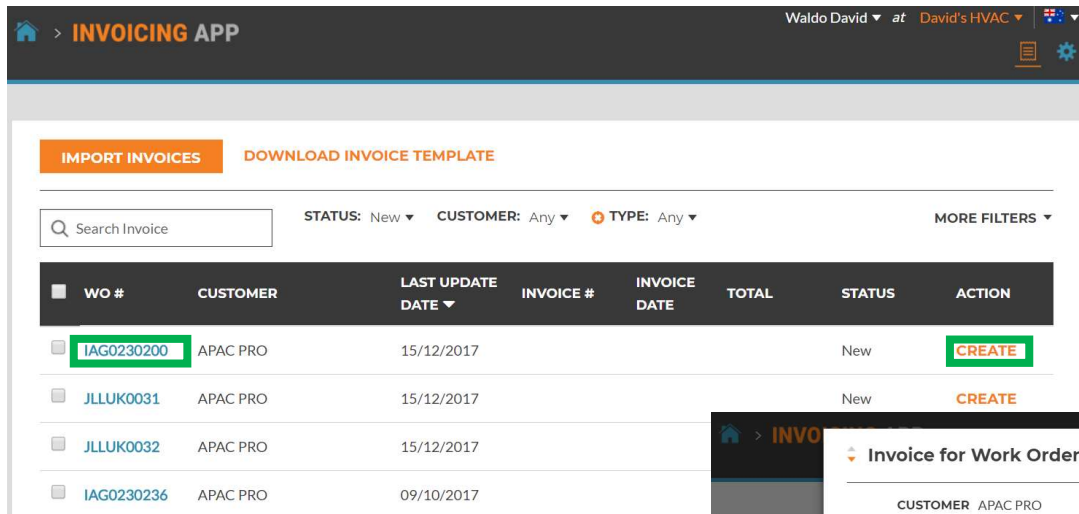 Waldo David ▼ at David's HVAC ▼
> INVOICING APP
IMPORT INVOICES DOWNLOAD INVOICE TEMPLATE
Search Invoice STATUS: New ▼ CUSTOMER: Any ▼ TYPE: Any ▼ MORE FILTERS ▼
WO # CUSTOMER LAST UPDATE DATE ▼ INVOICE # INVOICE DATE TOTAL STATUS ACTION
IAG0230200 APAC PRO 15/12/2017 New CREATE
JLLUK0031 APAC PRO 15/12/2017 New CREATE
JLLUK0032 APAC PRO 15/12/2017
IAG0230236 APAC PRO 09/10/2017
> INVO
Invoice for Work Order
CUSTOMER APAC PRO